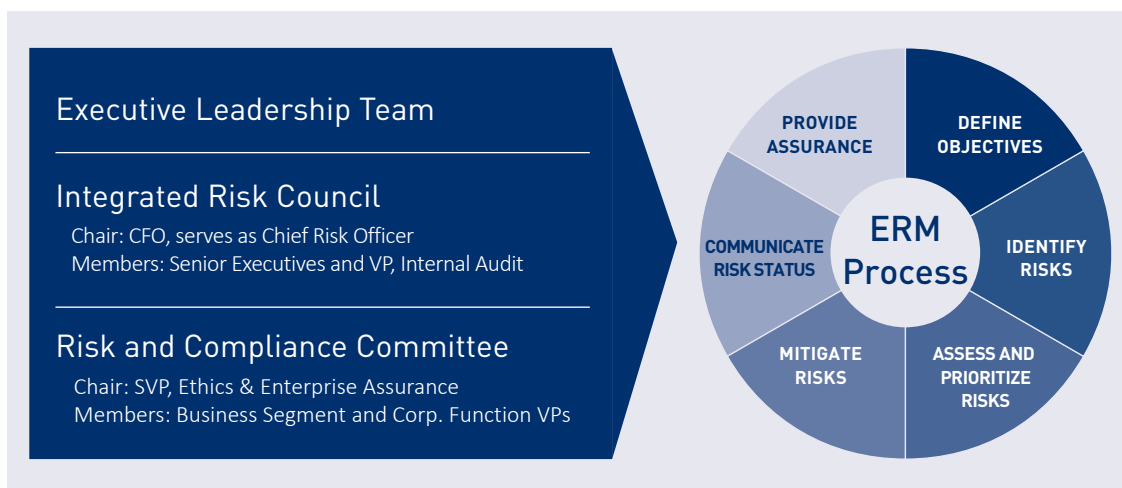 Executive Leadership Team
Integrated Risk Council
Chair: CFO, serves as Chief Risk Officer
Members: Senior Executives and VP, Internal Audit
Risk and Compliance Committee
Chair: SVP, Ethics & Enterprise Assurance
Members: Business Segment and Corp. Function VPs
ERM
Process
DEFINE
OBJECTIVES
IDENTIFY
RISKS
ASSESS AND
PRIORITIZE
RISKS
MITIGATE
RISKS
COMMUNICATE
RISK STATUS
PROVIDE
ASSURANCE